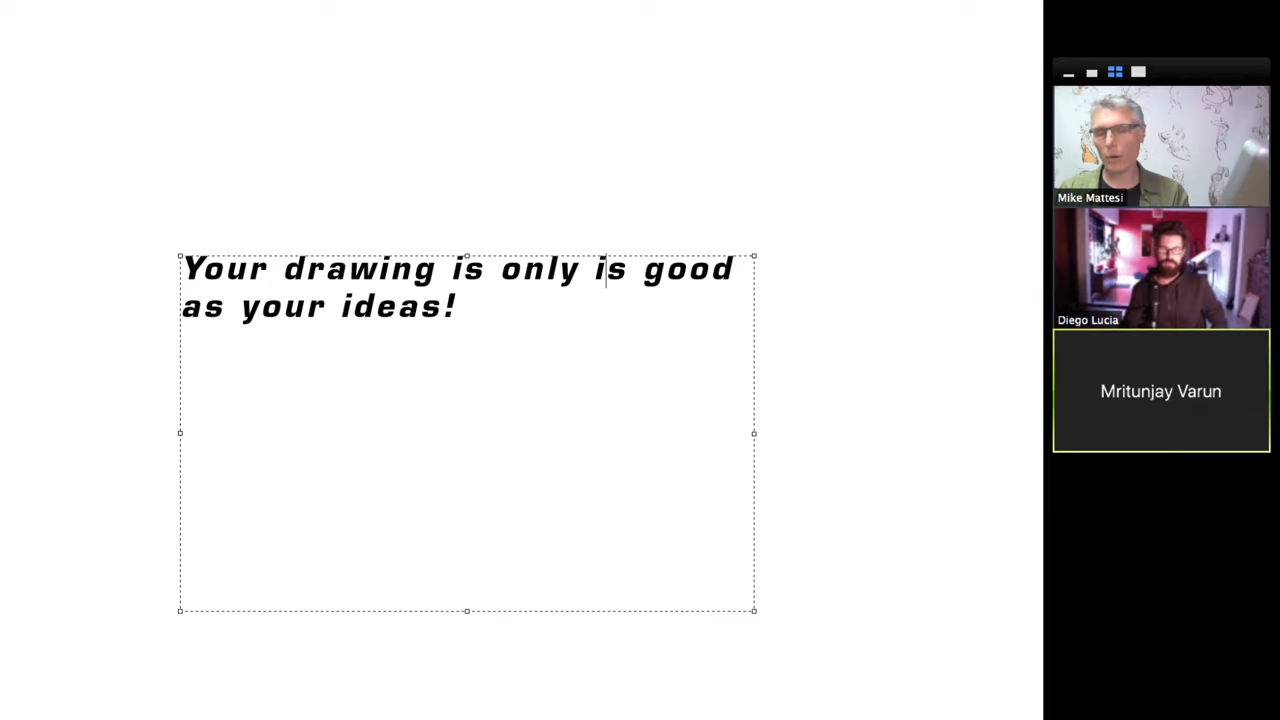 Your drawing is only is good
as your ideas!
Mike Mattesi
Diego Lucia
Mritunjay Varun